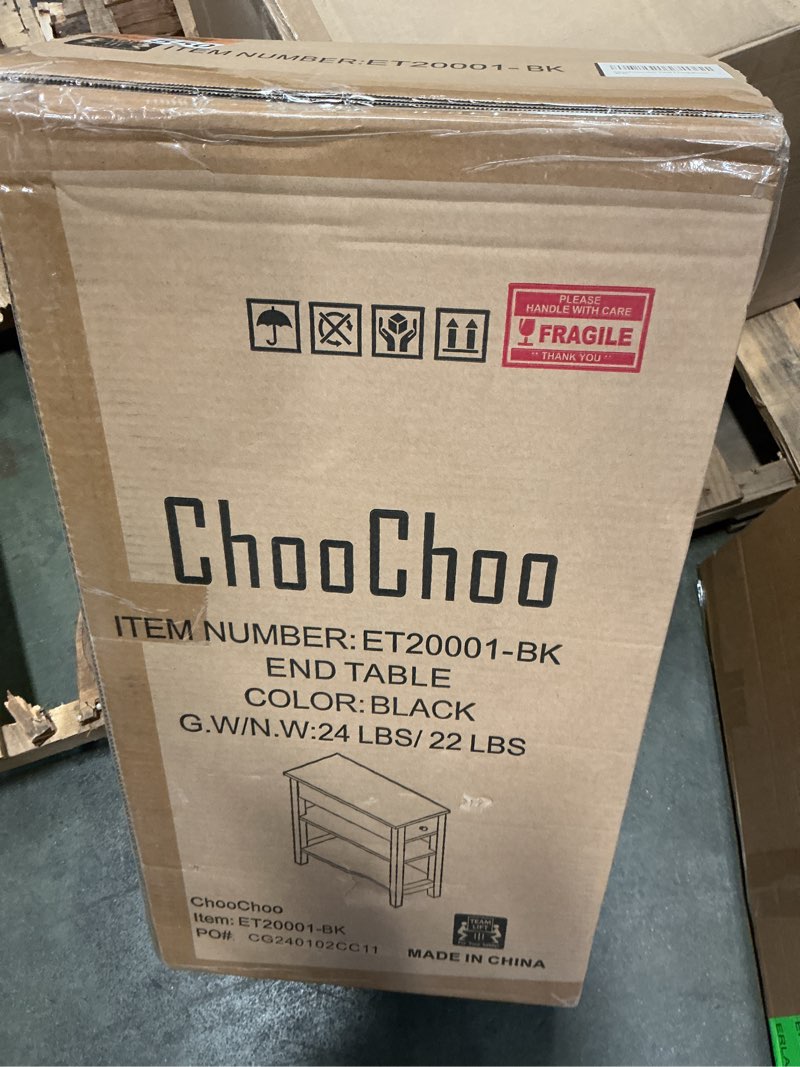 ITEM NUMBER:ET20001-BK
PLEASE
HANDLE WITH CARE
FRAGILE
" THANK YOU "
ChooChoo
ITEM NUMBER:ET20001-BK
END TABLE
COLOR:BLACK
G.W/N.W:24 LBS/ 22 LBS
ChooChoo
Item: ET20001-BK
PO#: CG240102CC11
TEAM
LIFT
MADE IN CHINA
ERLA